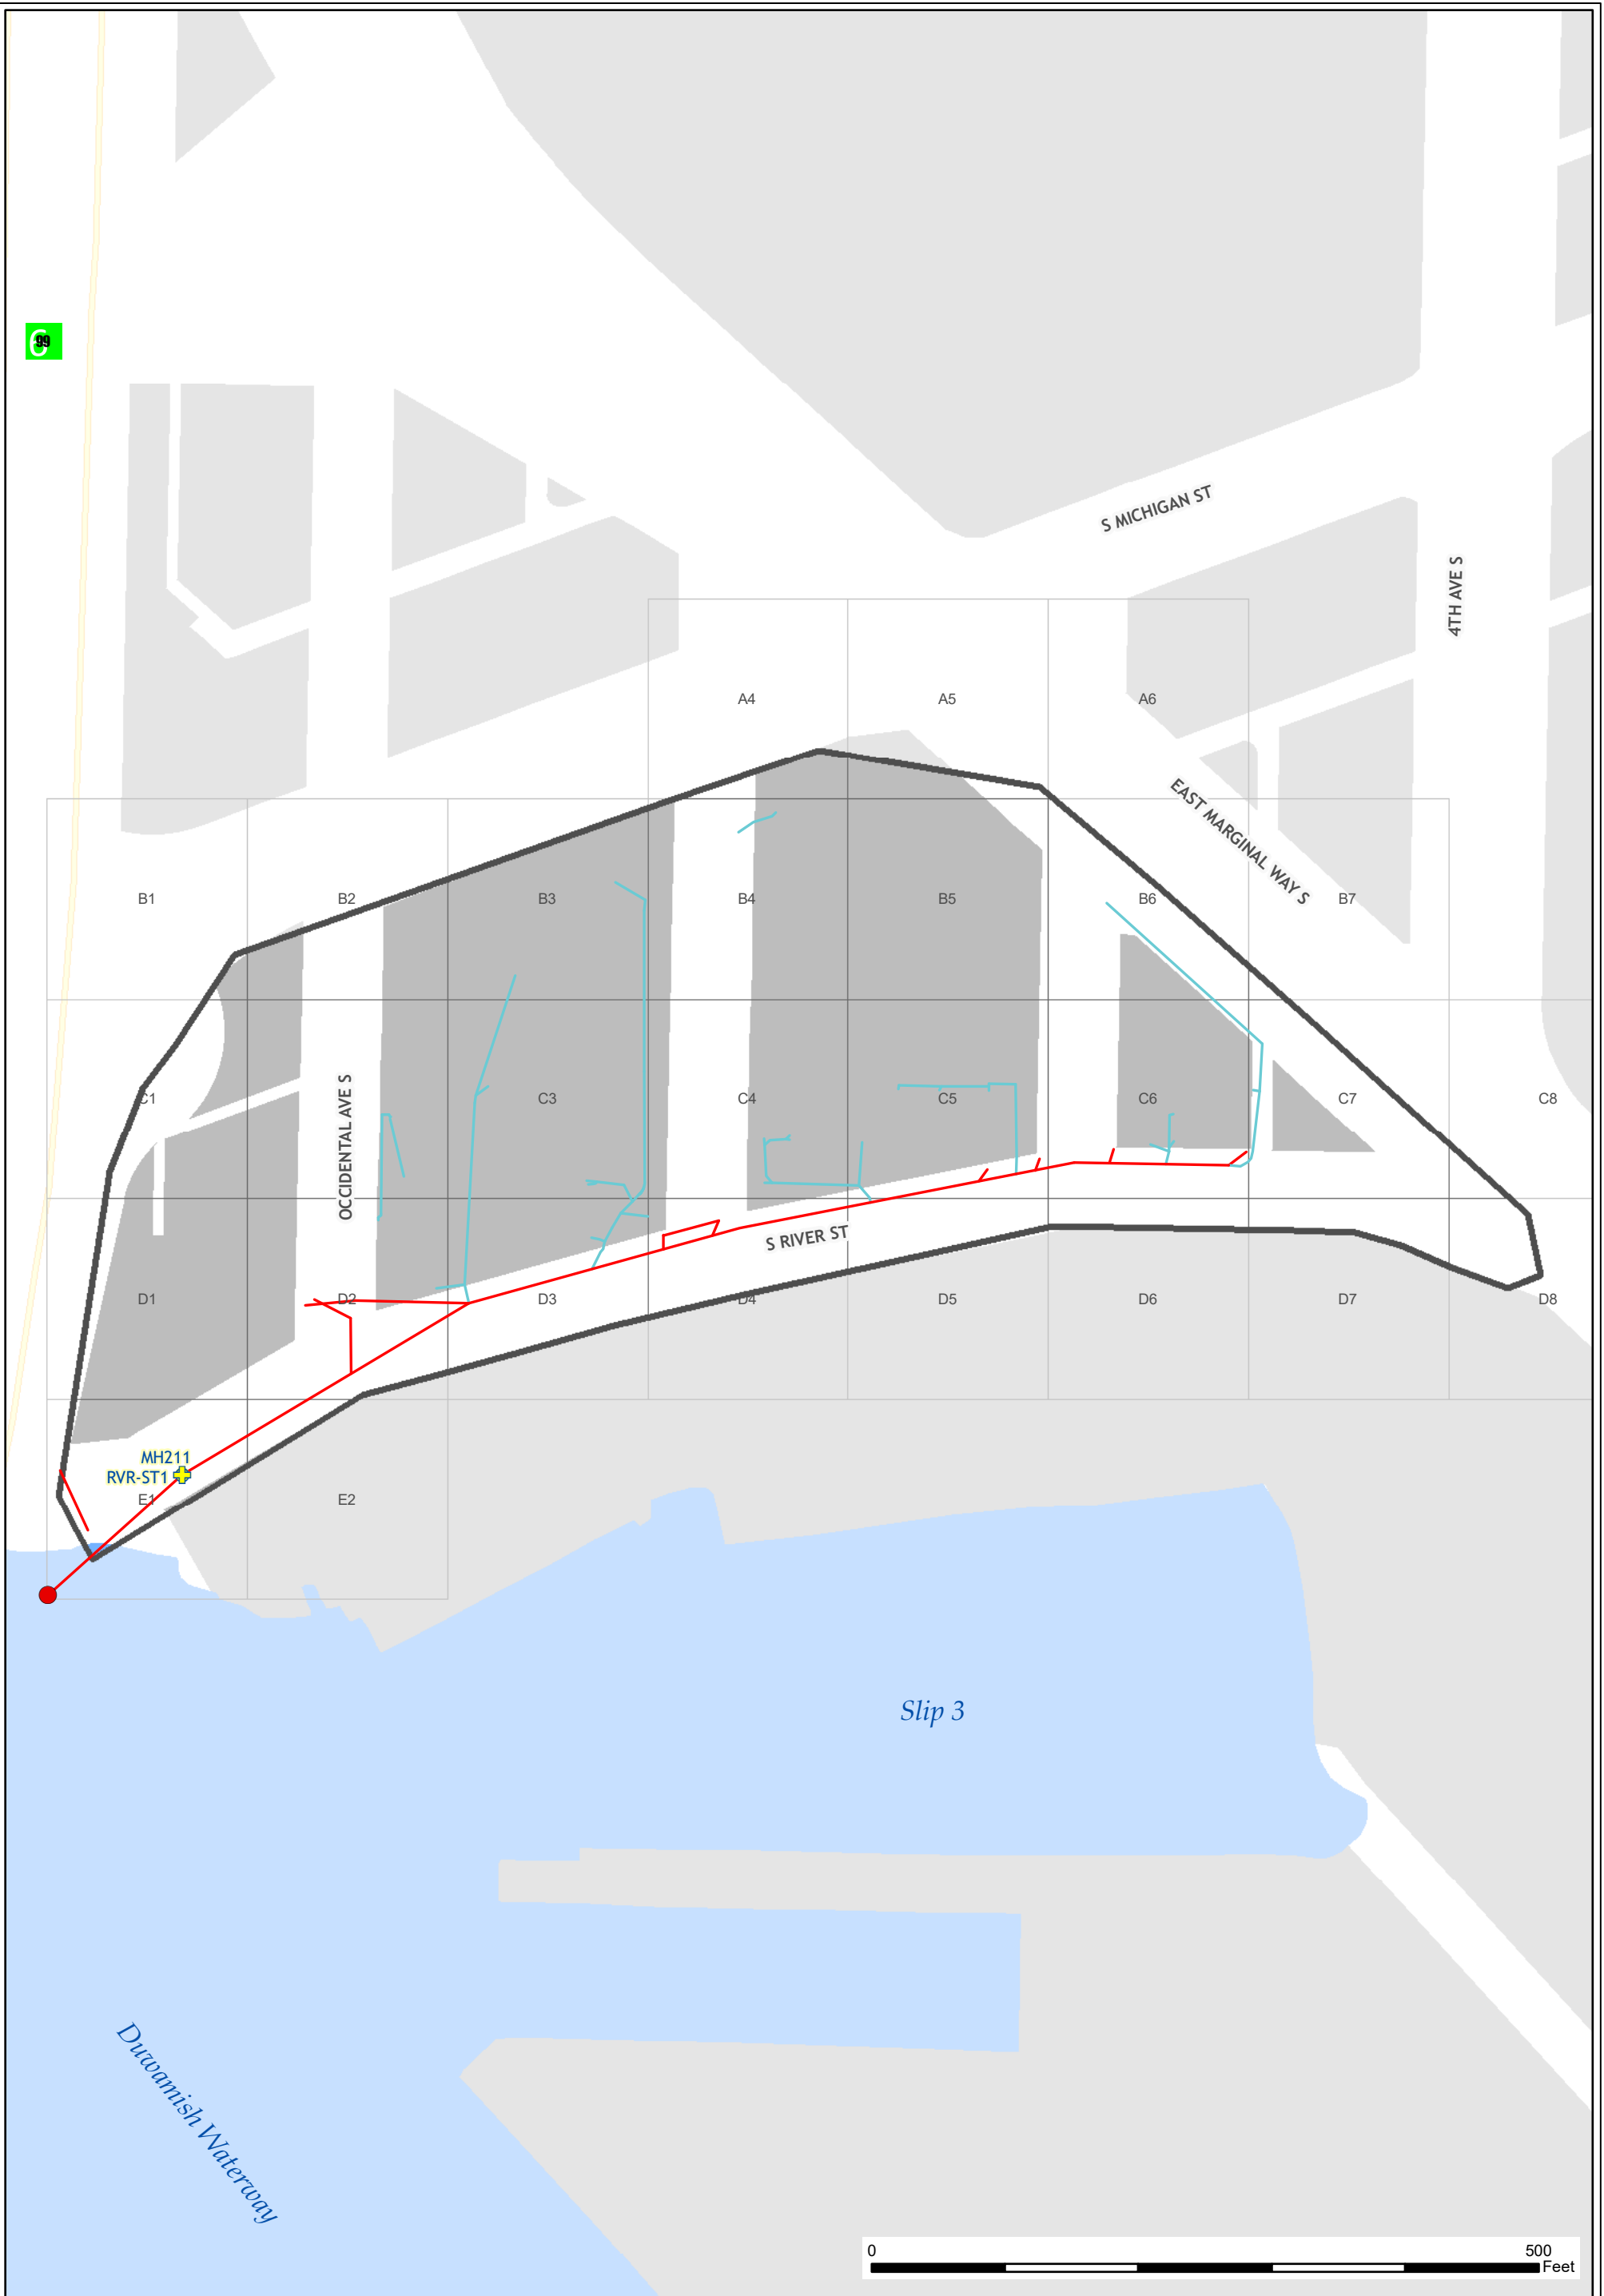 99
S MICHIGAN ST
4TH AVE S
A4
A5
A6
EAST MARGINAL WAY S
B1
B2
B3
B4
B5
B6
B7
OCCIDENTAL AVE S
C1
C3
C4
C5
C6
C7
C8
S RIVER ST
D1
D2
D3
D4
D5
D6
D7
D8
MH211
RVR-ST1
E1
E2
Slip 3
Duwamish Waterway
0
500
Feet